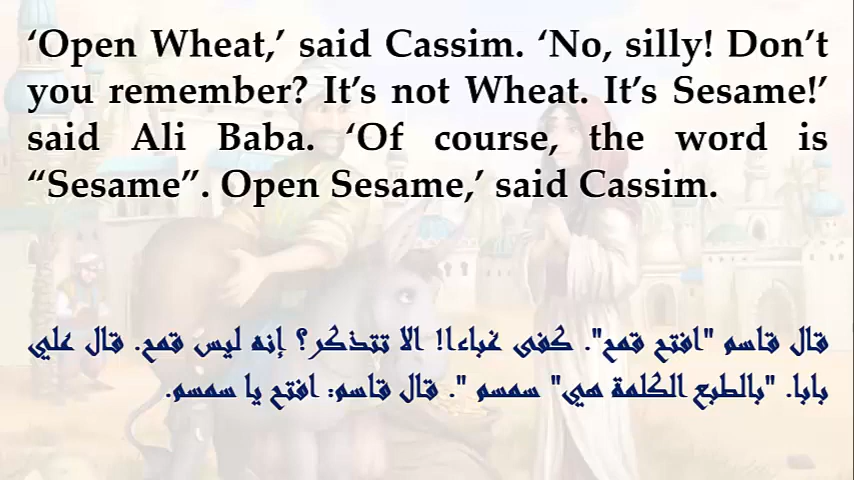 ‘Open Wheat,’ said Cassim. ‘No, silly! Don’t
you remember? It’s not Wheat. It’s Sesame!’
said Ali Baba. ‘Of course, the word is
“Sesame”. Open Sesame,’ said Cassim.
قال قاسم "افتح قمح". كفى غباءا! الا تتذكر؟ إنه ليس قمح. قال علي
بابا. "بالطبع الكلمة هي" سمسم ". قال قاسم: افتح يا سمسم.